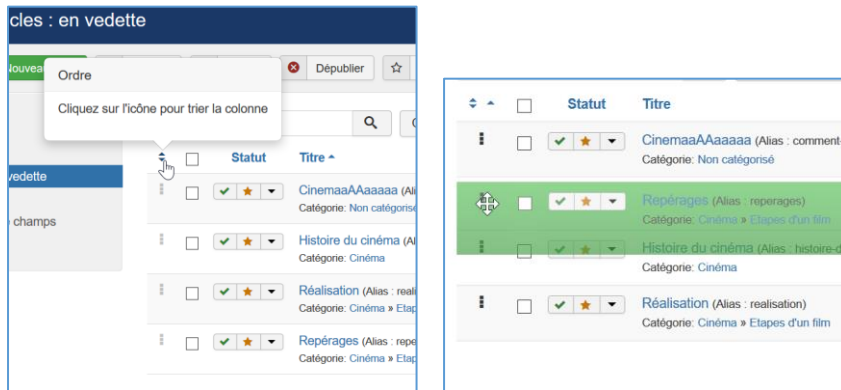 cles : en vedette
Nouveau
Dépublier
Ordre
Cliquez sur l'icône pour trier la colonne
Statut Titre
vedette
CinemaaAAaaaaa (Ali
Catégorie: Non catégorisé
champs
Histoire du cinéma (Al
Catégorie: Cinéma
Réalisation (Alias : reali
Catégorie: Cinéma » Etap
Repérages (Alias : repe
Catégorie: Cinéma » Etap
Statut Titre
CinemaaAAaaaaa (Alias : comment-
Catégorie: Non catégorisé
Repérages (Alias : reperages)
Catégorie: Cinéma » Etapes d'un film
Histoire du cinéma (Alias : histoire-d
Catégorie: Cinéma
Réalisation (Alias : realisation)
Catégorie: Cinéma » Etapes d'un film